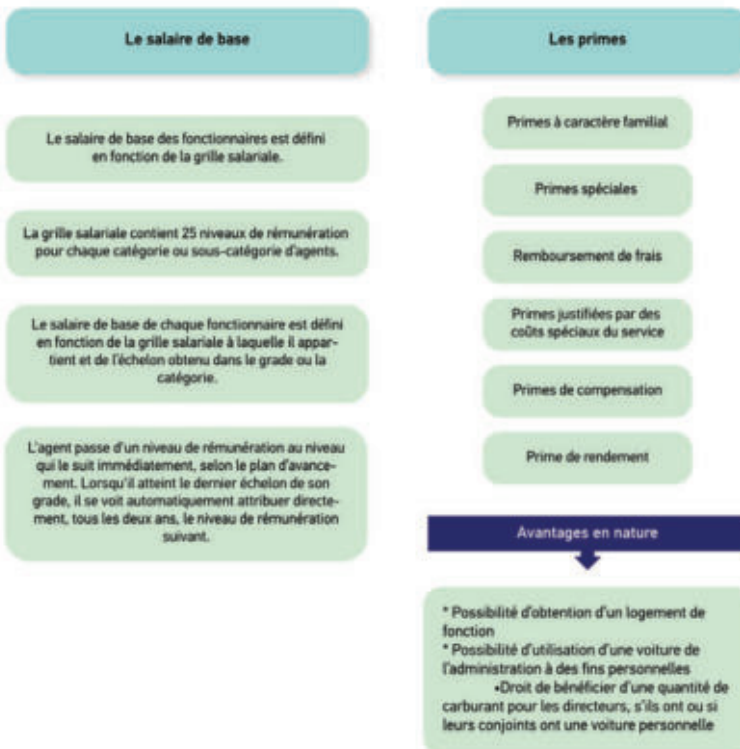 Le salaire de base
Le salaire de base des fonctionnaires est défini
en fonction de la grille salariale.
La grille salariale contient 25 niveaux de rémunération
pour chaque catégorie ou sous-catégorie d'agents.
Le salaire de base de chaque fonctionnaire est défini
en fonction de la grille salariale à laquelle il appar-
tient et de l'échelon obtenu dans le grade ou la
catégorie.
L'agent passe d'un niveau de rémunération au niveau
qui le suit immédiatement, selon le plan d'avance-
ment. Lorsqu'il atteint le dernier échelon de son
grade, il se voit automatiquement attribuer directe-
ment, tous les deux ans, le niveau de rémunération
suivant.
Les primes
Primes à caractère familial
Primes spéciales
Remboursement de frais
Primes justifiées par des
coûts spéciaux du service
Primes de compensation
Prime de rendement
Avantages en nature
* Possibilité d'obtention d'un logement de
fonction
* Possibilité d'utilisation d'une voiture de
l'administration à des fins personnelles
•Droit de bénéficier d'une quantité de
carburant pour les directeurs, s'ils ont ou si
leurs conjoints ont une voiture personnelle